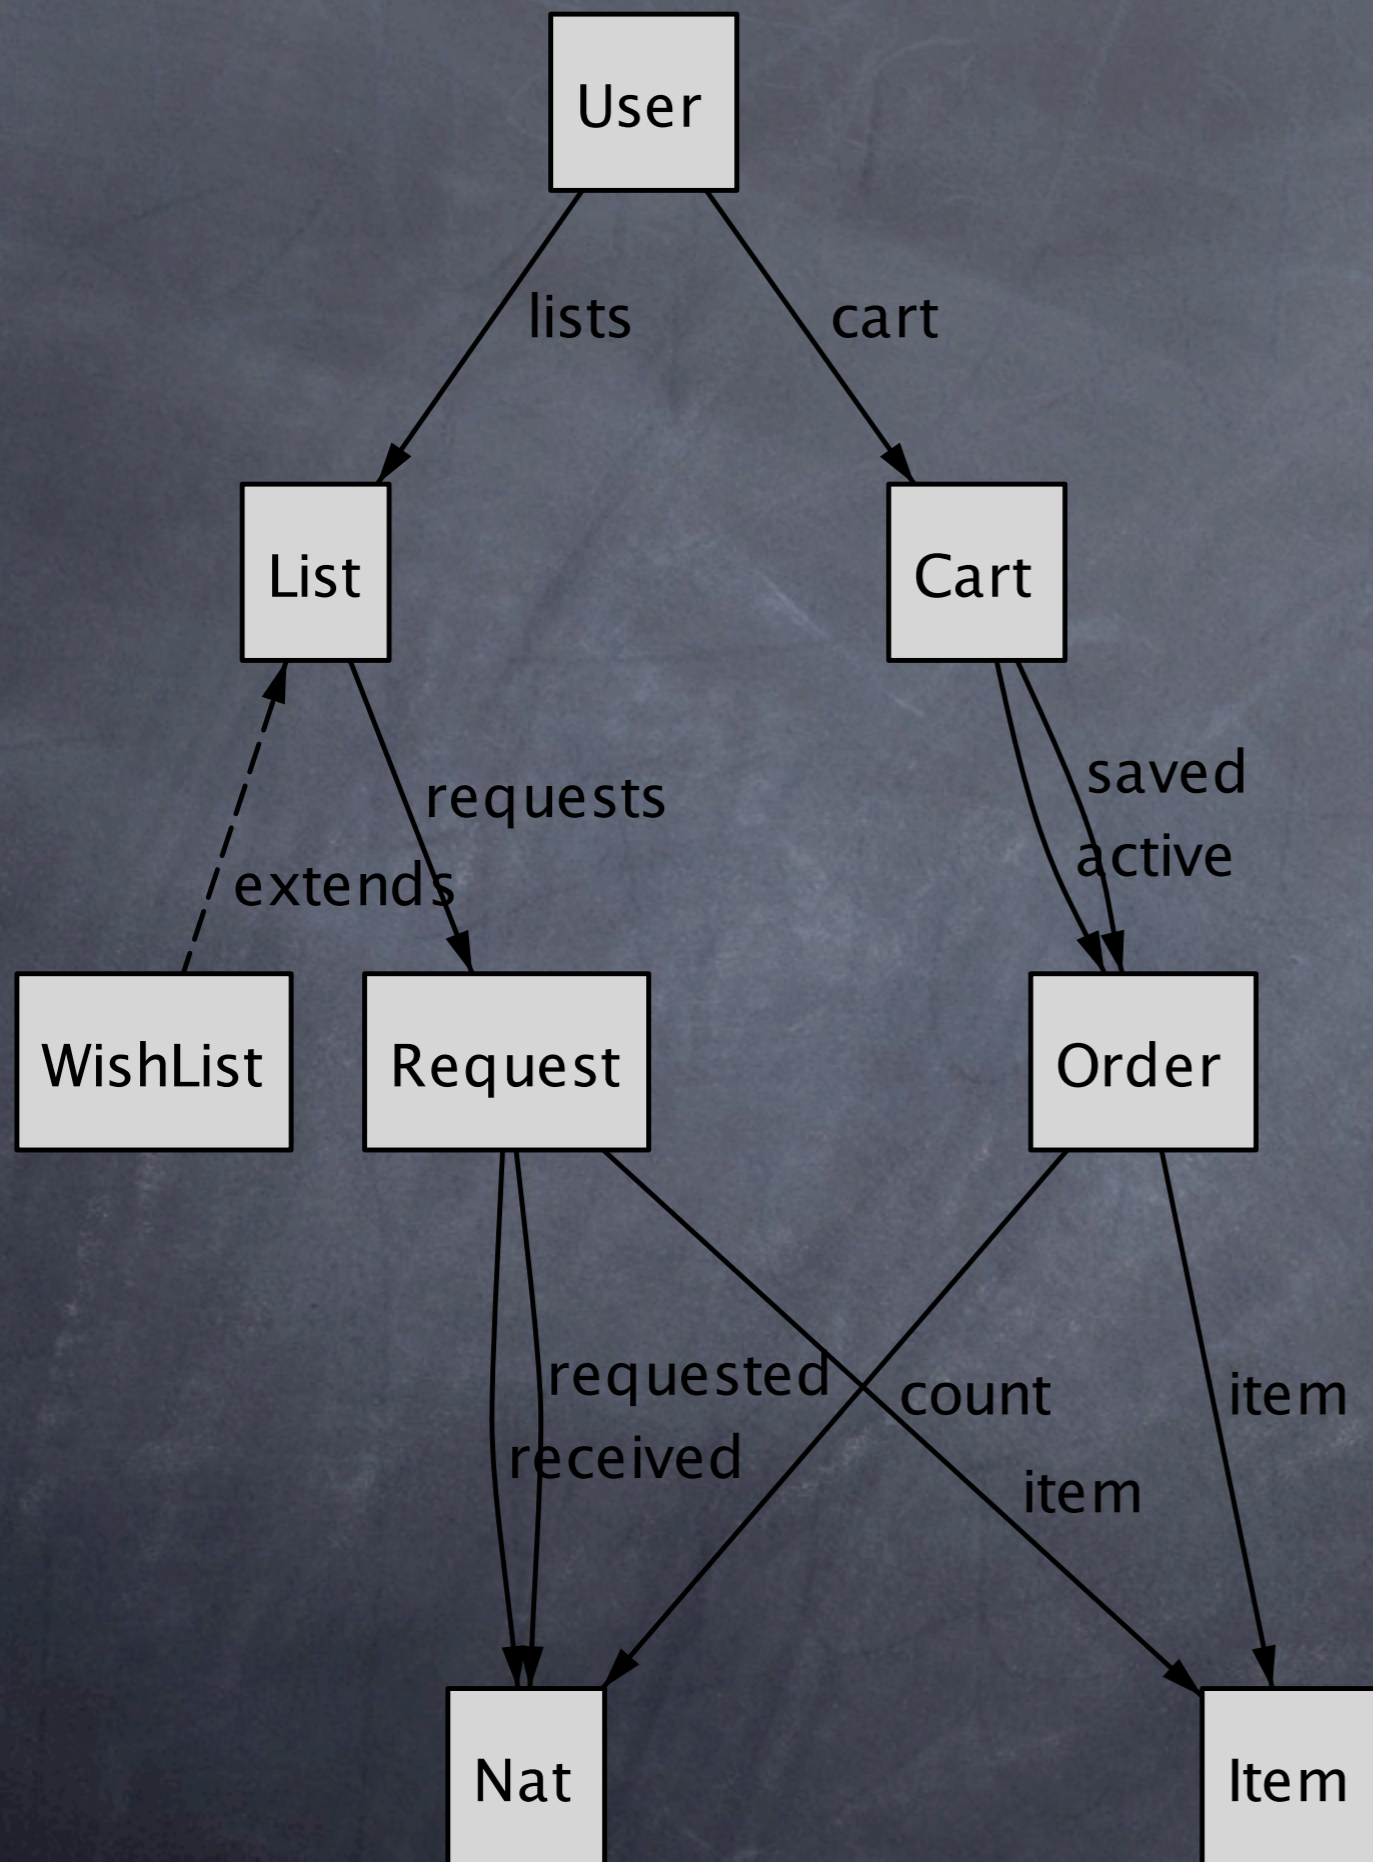 User
lists
cart
List
Cart
saved
requests
active
extends
WishList
Request
Order
requested
count
item
received
item
Nat
Item